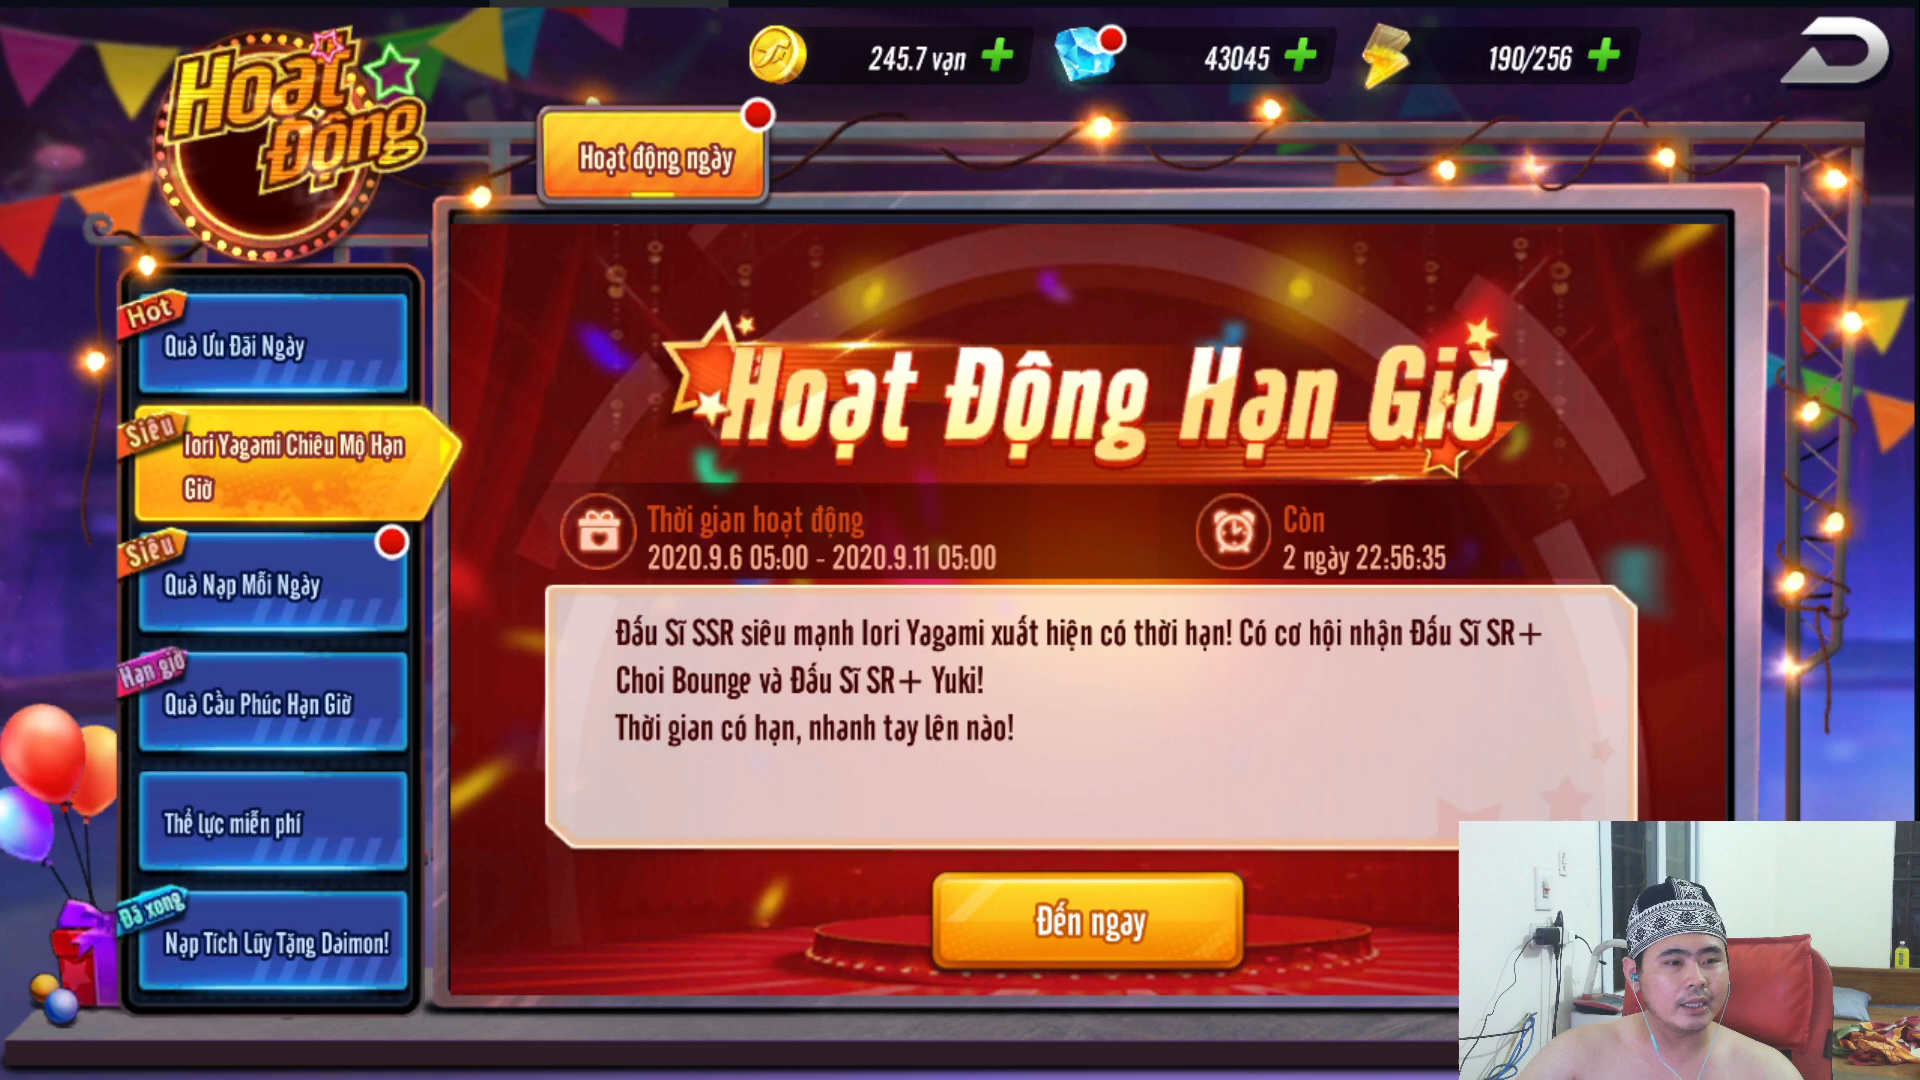 Hoạt Động
245.7 vạn
43045
190/256
Hoạt động ngày
Hot
Quà Ưu Đãi Ngày
Siêu
Iori Yagami Chiêu Mộ Hạn
Giờ
Siêu
Quà Nạp Mỗi Ngày
Hạn giờ
Quà Cầu Phúc Hạn Giờ
Thể lực miễn phí
Đã xong
Nạp Tích Lũy Tặng Daimon!
Hoạt Động Hạn Giờ
Thời gian hoạt động
2020.9.6 05:00 - 2020.9.11 05:00
Còn
2 ngày 22:56:35
Đấu Sĩ SSR siêu mạnh Iori Yagami xuất hiện có thời hạn! Có cơ hội nhận Đấu Sĩ SR+
Choi Bounge và Đấu Sĩ SR+ Yuki!
Thời gian có hạn, nhanh tay lên nào!
Đến ngay